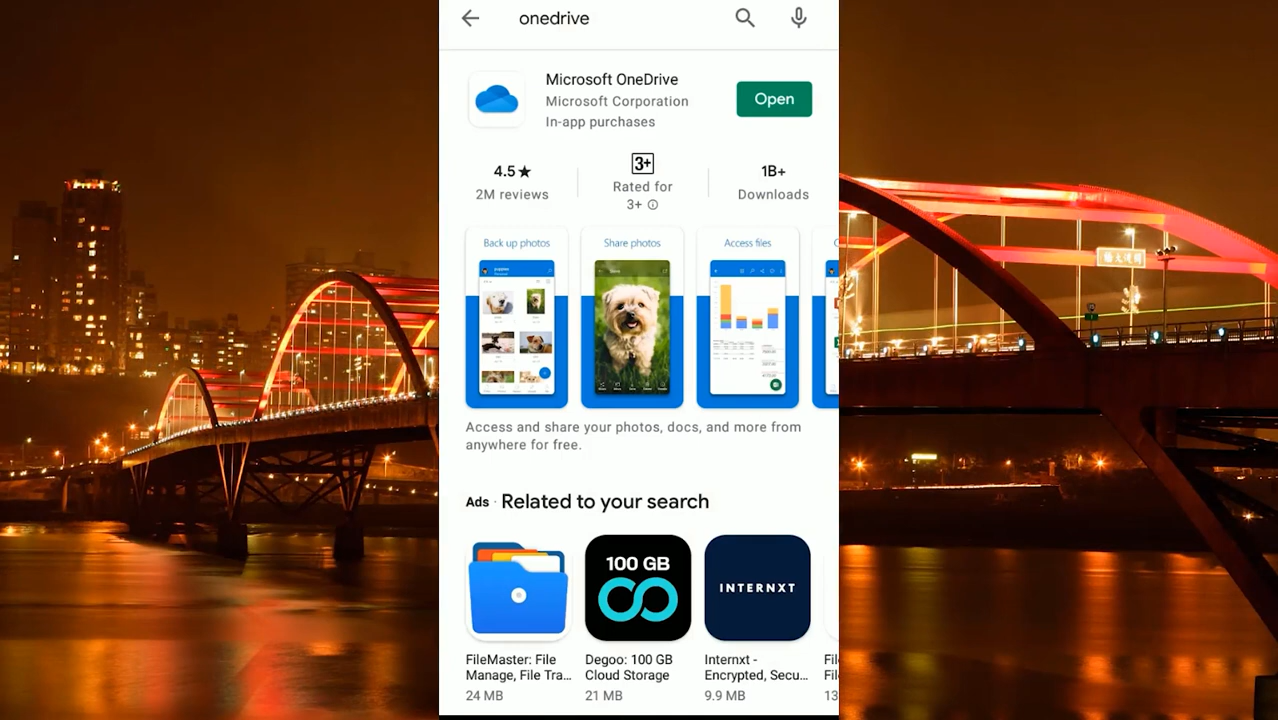 onedrive
Microsoft OneDrive
Microsoft Corporation
In-app purchases
Open
4.5★
2M reviews
3+
Rated for
3+
1B+
Downloads
Back up photos
Share photos
Access files
Access and share your photos, docs, and more from
anywhere for free.
Ads · Related to your search
100 GB
INTERNXT
FileMaster: File
Manage, File Tra...
24 MB
Degoo: 100 GB
Cloud Storage
21 MB
Internxt -
Encrypted, Secu...
9.9 MB